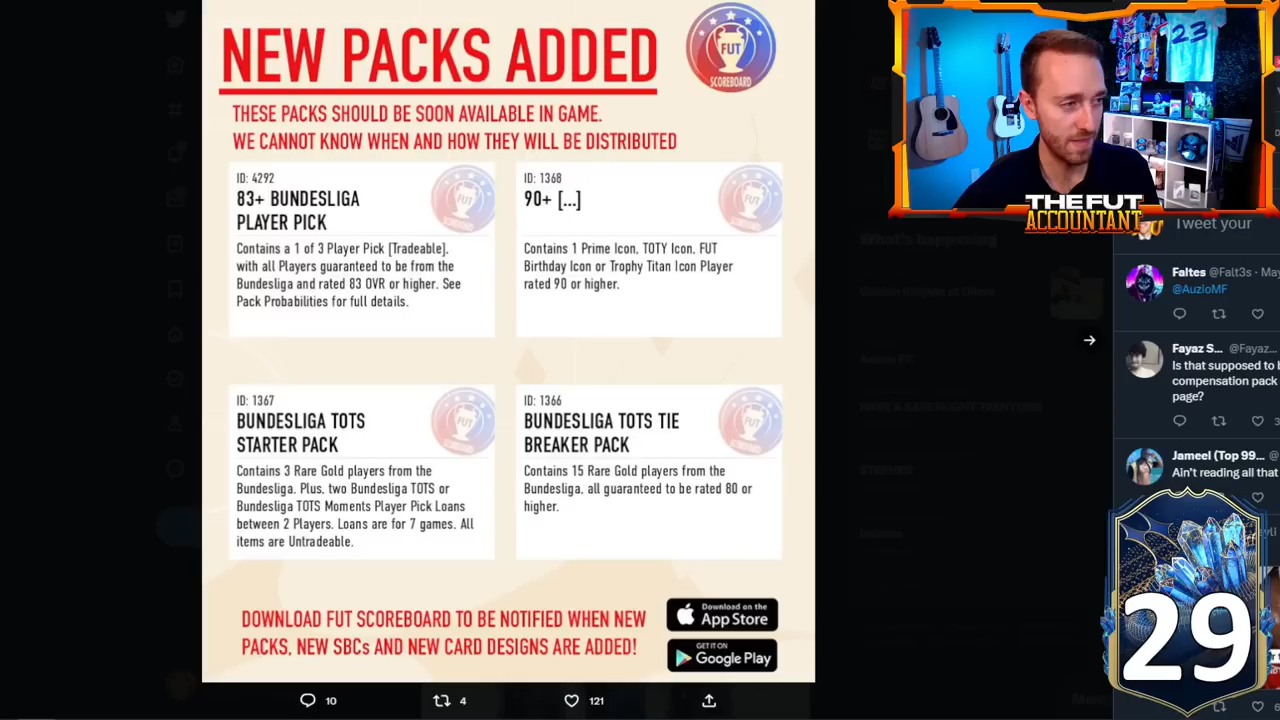 NEW PACKS ADDED
FUT
SCOREBOARD
THESE PACKS SHOULD BE SOON AVAILABLE IN GAME.
WE CANNOT KNOW WHEN AND HOW THEY WILL BE DISTRIBUTED
ID: 4292
83+ BUNDESLIGA
PLAYER PICK
FUT
Contains a 1 of 3 Player Pick (Tradeable),
with all Players guaranteed to be from the
Bundesliga and rated 83 OVR or higher. See
Pack Probabilities for full details.
ID: 1368
90+ [...]
FUT
Contains 1 Prime Icon, TOTY Icon, FUT
Birthday Icon or Trophy Titan Icon Player
rated 90 or higher.
ID: 1367
BUNDESLIGA TOTS
STARTER PACK
FUT
Contains 3 Rare Gold players from the
Bundesliga. Plus, two Bundesliga TOTS or
Bundesliga TOTS Moments Player Pick Loans
between 2 Players. Loans are for 7 games. All
items are Untradeable.
ID: 1366
BUNDESLIGA TOTS TIE
BREAKER PACK
FUT
Contains 15 Rare Gold players from the
Bundesliga, all guaranteed to be rated 80 or
higher.
DOWNLOAD FUT SCOREBOARD TO BE NOTIFIED WHEN NEW
PACKS, NEW SBCs AND NEW CARD DESIGNS ARE ADDED!
Download on the
App Store
GET IT ON
Google Play
10
4
121
23
THE FUT
ACCOUNTANT
What's happening
Tweet your
Faltes @Falt3s · May
@AuzioMF
Fayaz S... @Fayaz...
Is that supposed to b
compensation pack
page?
3
Jameel (Top 99... @
Ain't reading all that
29